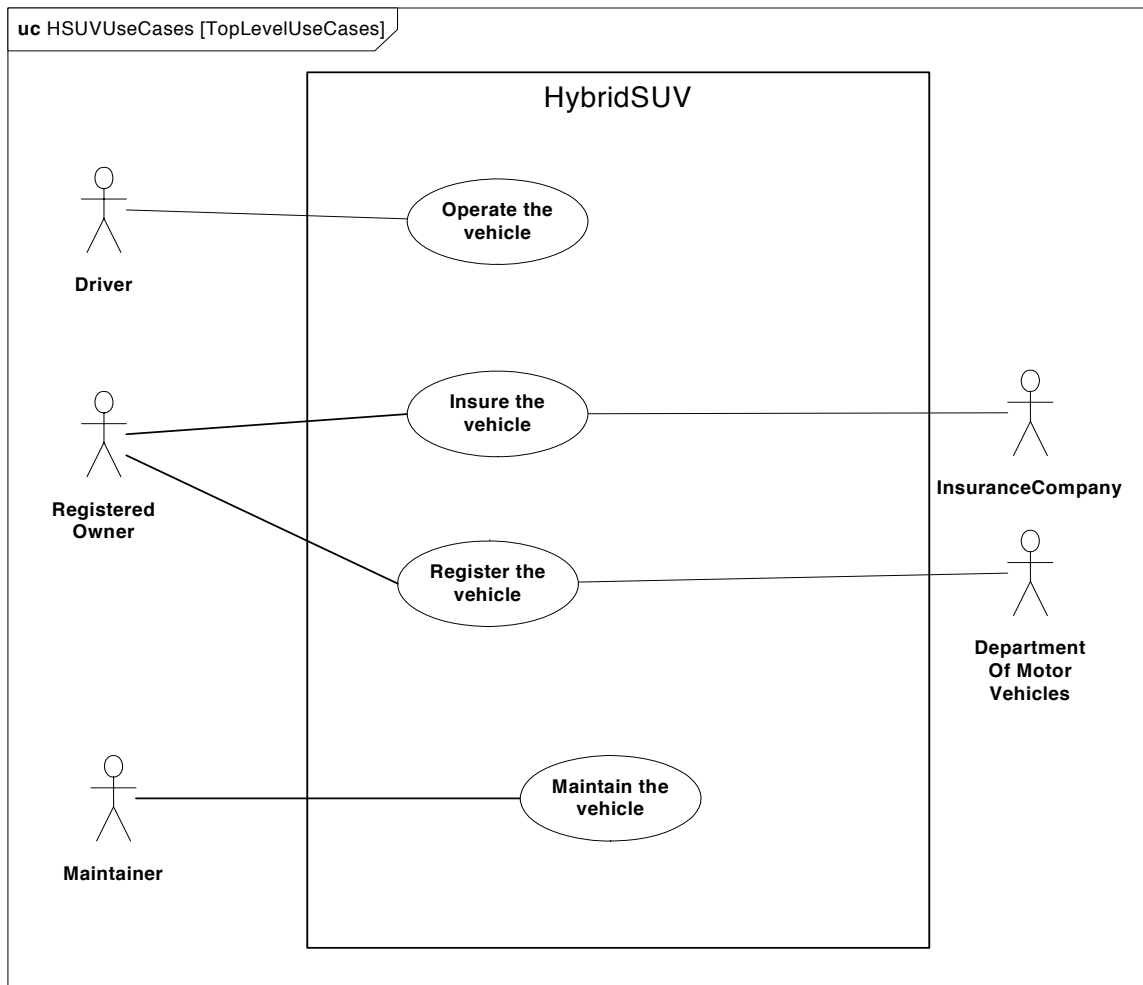 uc HSUVUseCases [TopLevelUseCases]
HybridSUV
Operate the
vehicle
Driver
Insure the
vehicle
Registered
Owner
InsuranceCompany
Register the
vehicle
Department
Of Motor
Vehicles
Maintain the
vehicle
Maintainer